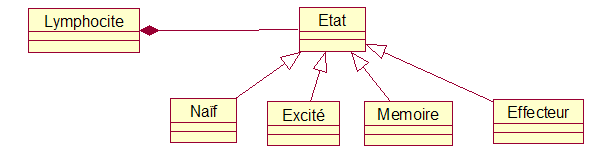 Lymphocite
Etat
Naïf
Excité
Memoire
Effecteur